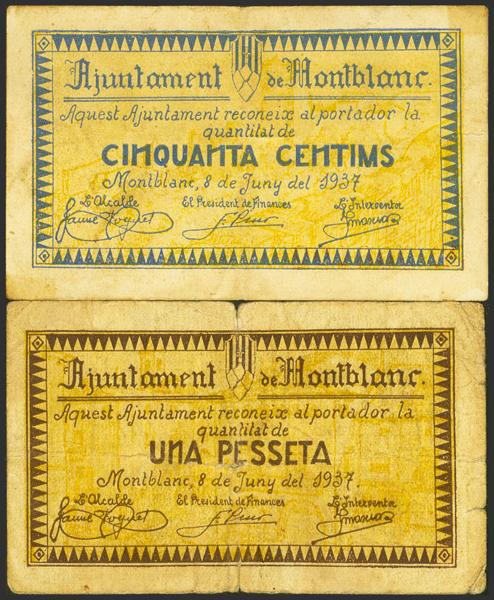 Ajuntament de Montblanc.
Aquest Ajuntament reconeix al portador la
quantitat de
CINQUANTA CENTIMS
Montblanc, 8 de Juny del 1937
L'Alcalde El President de Finances L'Interventor
Ajuntament de Montblanc.
Aquest Ajuntament reconeix al portador la
quantitat de
UNA PESSETA
Montblanc, 8 de Juny del 1937.
L'Alcalde El President de Finances L'Interventor